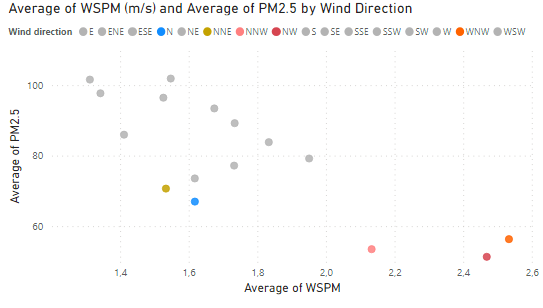 Average of WSPM (m/s) and Average of PM2.5 by Wind Direction
Wind direction E ENE ESE N NE NNE NNW NW S SE SSE SSW SW W WNW WSW
100
80
60
Average of PM2.5
1,4 1,6 1,8 2,0 2,2 2,4 2,6
Average of WSPM